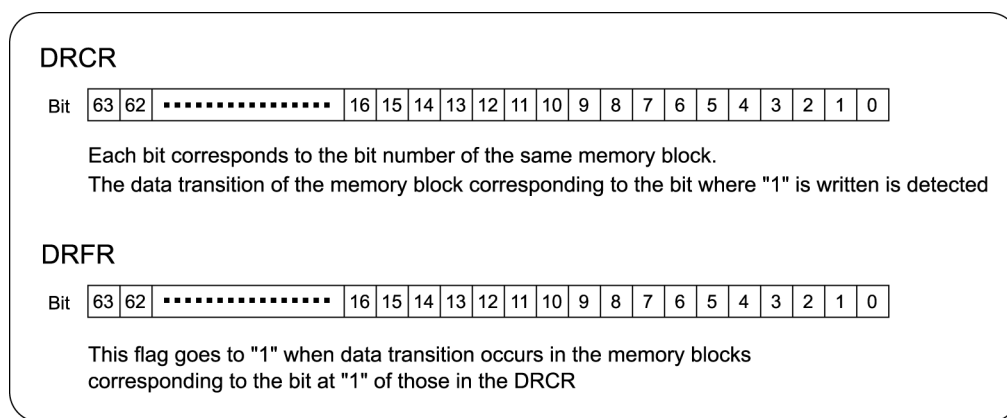 DRCR
Bit 63 62 ▪▪▪▪▪▪▪▪▪▪▪▪▪▪▪▪ 16 15 14 13 12 11 10 9 8 7 6 5 4 3 2 1 0
Each bit corresponds to the bit number of the same memory block.
The data transition of the memory block corresponding to the bit where "1" is written is detected
DRFR
Bit 63 62 ▪▪▪▪▪▪▪▪▪▪▪▪▪▪▪▪ 16 15 14 13 12 11 10 9 8 7 6 5 4 3 2 1 0
This flag goes to "1" when data transition occurs in the memory blocks
corresponding to the bit at "1" of those in the DRCR